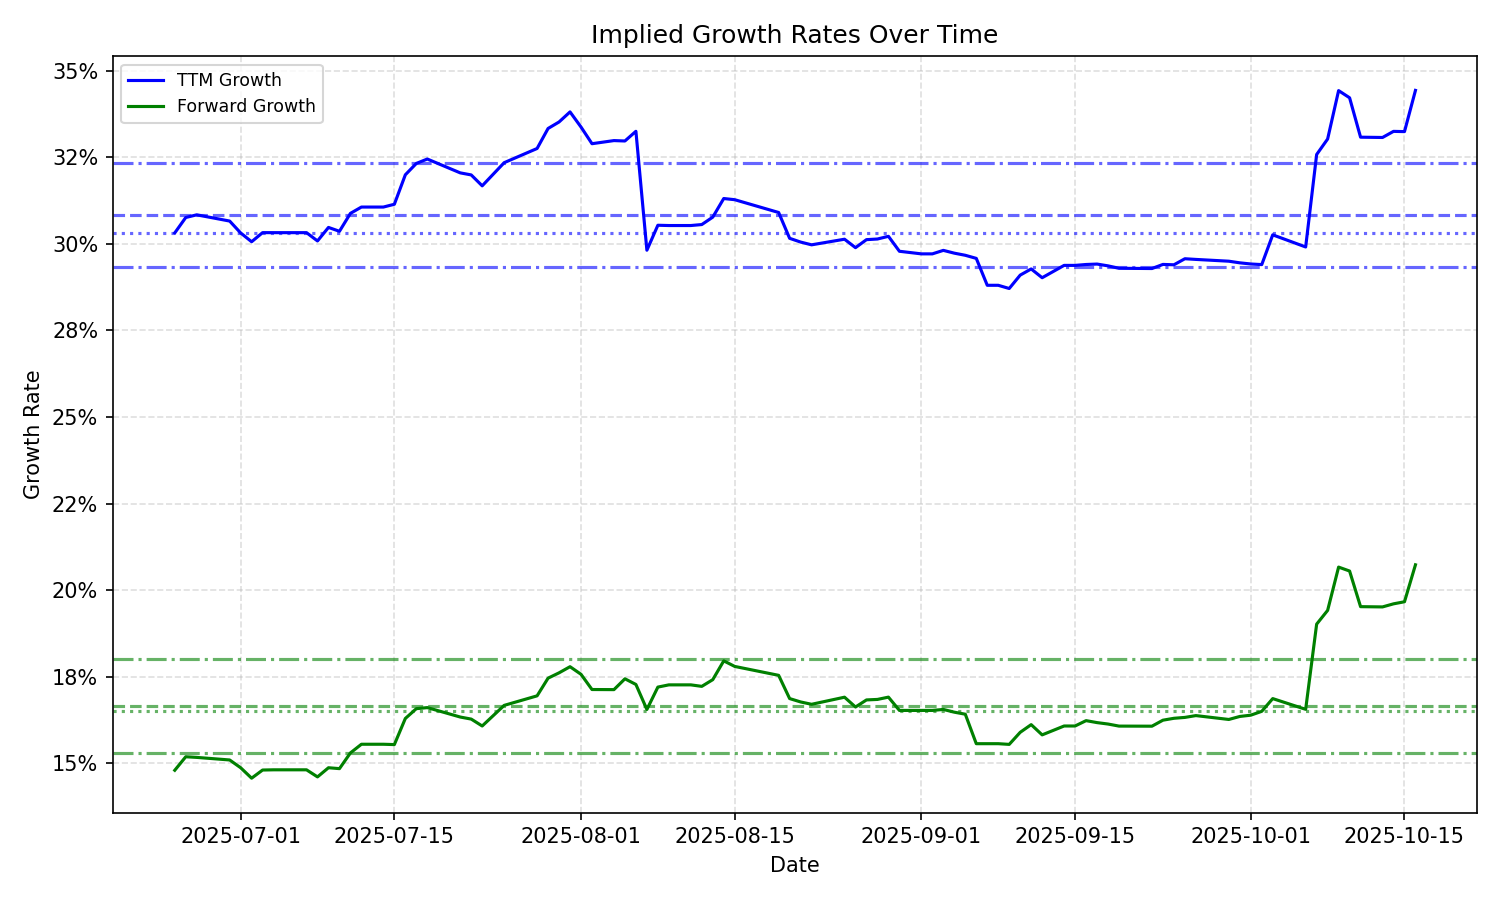 Implied Growth Rates Over Time
TTM Growth
Forward Growth
35%
32%
30%
28%
25%
22%
20%
18%
15%
Growth Rate
2025-07-01 2025-07-15 2025-08-01 2025-08-15 2025-09-01 2025-09-15 2025-10-01 2025-10-15
Date